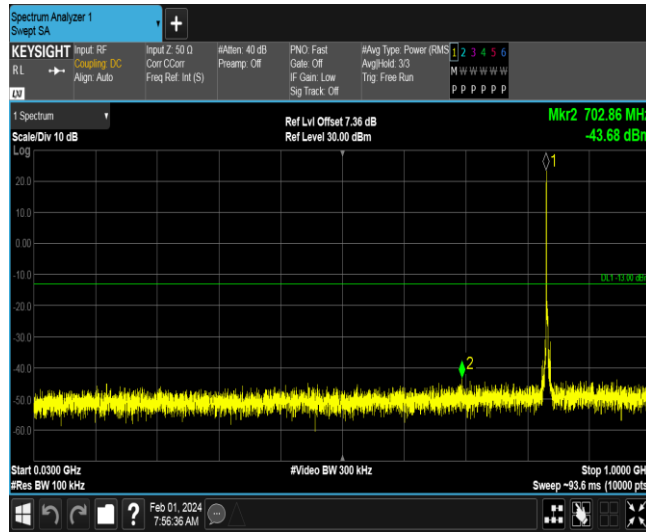 Spectrum Analyzer 1
Swept SA
+
KEYSIGHT Input: RF Input Z: 50 Ω #Atten: 40 dB PNO: Fast #Avg Type: Power (RMS 1 2 3 4 5 6
RL Coupling: DC Corr CCorr Preamp: Off Gate: Off Avg|Hold: 3/3 M W W W W W
Align: Auto Freq Ref: Int (S) IF Gain: Low Trig: Free Run
Sig Track: Off P P P P P P
LXI
1 Spectrum Ref Lvl Offset 7.36 dB Mkr2 702.86 MHz
Scale/Div 10 dB Ref Level 30.00 dBm -43.68 dBm
Log
1
20.0
10.0
0.00
-10.0 DL1 -13.00 dBm
-20.0
-30.0
-40.0
2
-50.0
-60.0
Start 0.0300 GHz #Video BW 300 kHz Stop 1.0000 GH
#Res BW 100 kHz Sweep ~93.6 ms (10000 pts
? Feb 01, 2024
7:56:36 AM